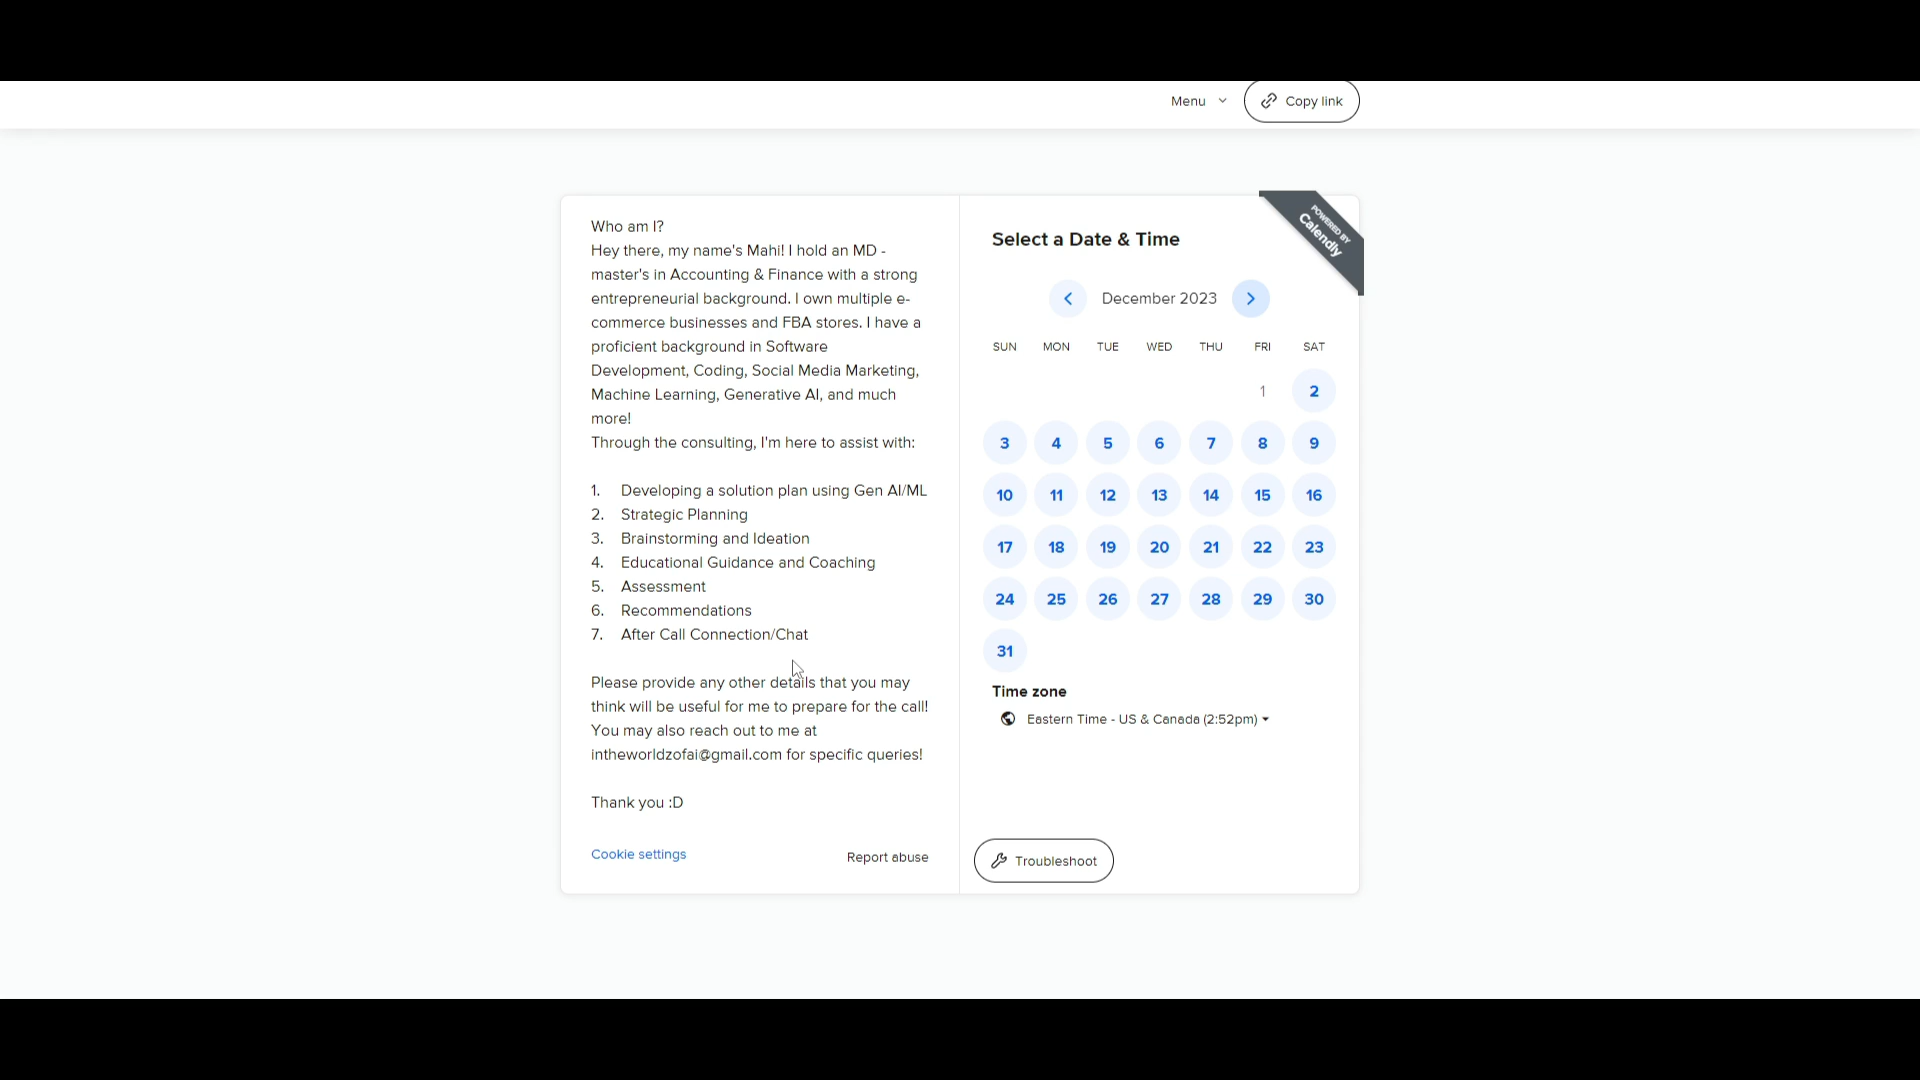 Menu
Copy link
Who am I?
Hey there, my name's Mahi! I hold an MD -
master's in Accounting & Finance with a strong
entrepreneurial background. I own multiple e-
commerce businesses and FBA stores. I have a
proficient background in Software
Development, Coding, Social Media Marketing,
Machine Learning, Generative AI, and much
more!
Through the consulting, I'm here to assist with:
1. Developing a solution plan using Gen AI/ML
2. Strategic Planning
3. Brainstorming and Ideation
4. Educational Guidance and Coaching
5. Assessment
6. Recommendations
7. After Call Connection/Chat
Please provide any other details that you may
think will be useful for me to prepare for the call!
You may also reach out to me at
intheworldzofai@gmail.com for specific queries!
Thank you :D
Cookie settings
Report abuse
POWERED BY
Calendly
Select a Date & Time
December 2023
SUN MON TUE WED THU FRI SAT
1 2
3 4 5 6 7 8 9
10 11 12 13 14 15 16
17 18 19 20 21 22 23
24 25 26 27 28 29 30
31
Time zone
Eastern Time - US & Canada (2:52pm)
Troubleshoot